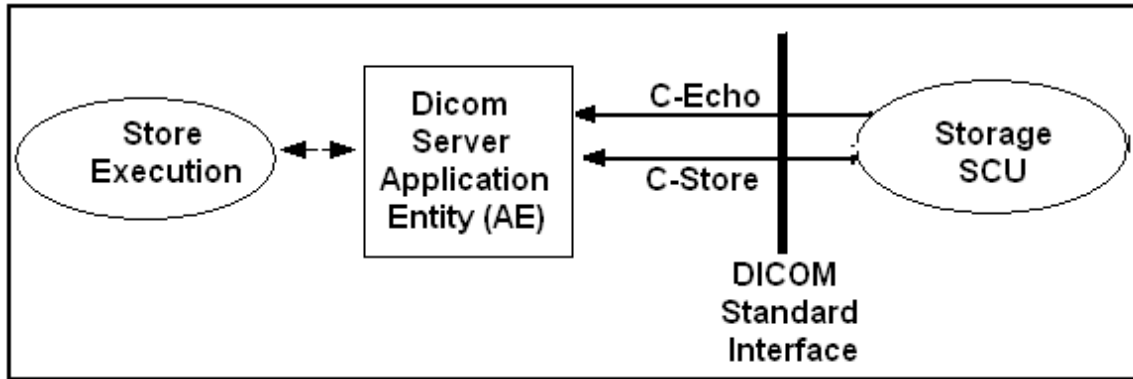 Store
Execution
Dicom
Server
Application
Entity (AE)
C-Echo
C-Store
Storage
SCU
DICOM
Standard
Interface